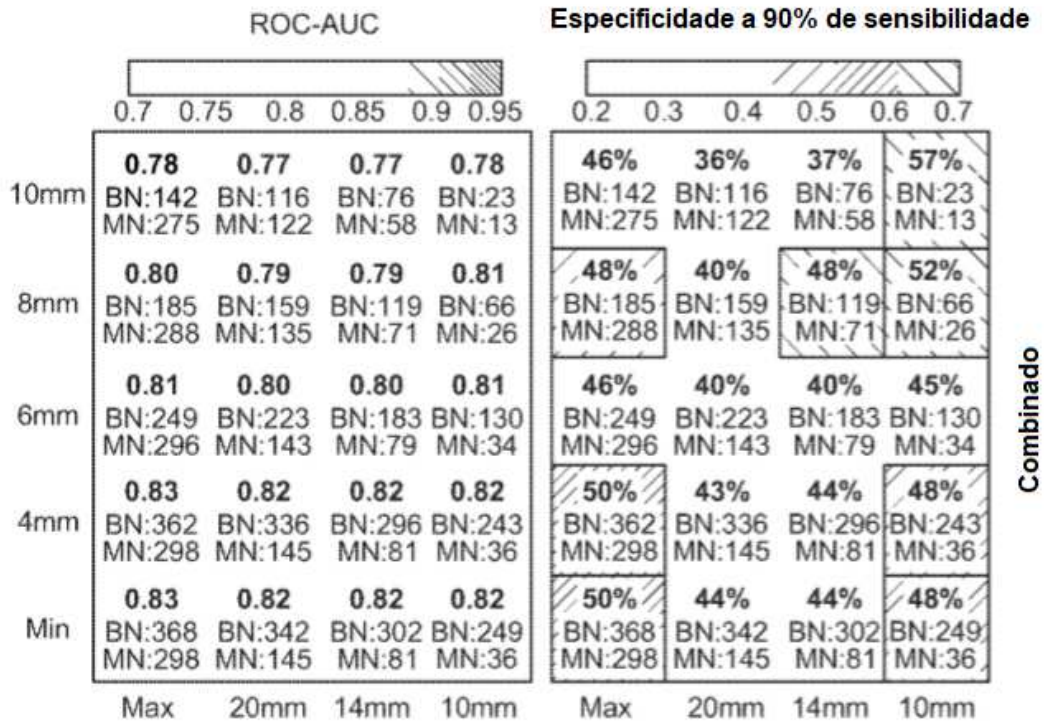 ROC-AUC
0.7 0.75 0.8 0.85 0.9 0.95
10mm
0.78 0.77 0.77 0.78
BN:142 BN:116 BN:76 BN:23
MN:275 MN:122 MN:58 MN:13
8mm
0.80 0.79 0.79 0.81
BN:185 BN:159 BN:119 BN:66
MN:288 MN:135 MN:71 MN:26
6mm
0.81 0.80 0.80 0.81
BN:249 BN:223 BN:183 BN:130
MN:296 MN:143 MN:79 MN:34
4mm
0.83 0.82 0.82 0.82
BN:362 BN:336 BN:296 BN:243
MN:298 MN:145 MN:81 MN:36
Min
0.83 0.82 0.82 0.82
BN:368 BN:342 BN:302 BN:249
MN:298 MN:145 MN:81 MN:36
Max 20mm 14mm 10mm
Especificidade a 90% de sensibilidade
0.2 0.3 0.4 0.5 0.6 0.7
46% 36% 37% 57%
BN:142 BN:116 BN:76 BN:23
MN:275 MN:122 MN:58 MN:13
48% 40% 48% 52%
BN:185 BN:159 BN:119 BN:66
MN:288 MN:135 MN:71 MN:26
46% 40% 40% 45%
BN:249 BN:223 BN:183 BN:130
MN:296 MN:143 MN:79 MN:34
50% 43% 44% 48%
BN:362 BN:336 BN:296 BN:243
MN:298 MN:145 MN:81 MN:36
50% 44% 44% 48%
BN:368 BN:342 BN:302 BN:249
MN:298 MN:145 MN:81 MN:36
Max 20mm 14mm 10mm
Combinado